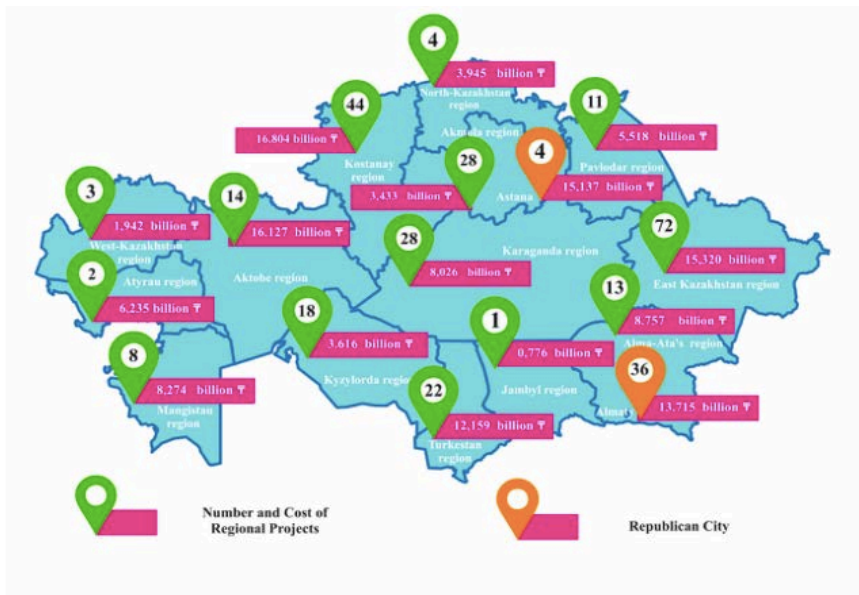 4
3,945 billion ₸
North-Kazakhstan
region
44
16.804 billion ₸
Kostanay
region
11
5,518 billion ₸
Pavlodar region
Akmola region
28
3,433 billion ₸
4
15,137 billion ₸
Astana
3
1,942 billion ₸
West-Kazakhstan
region
14
16.127 billion ₸
Aktobe region
28
8,026 billion ₸
Karaganda region
72
15,320 billion ₸
East Kazakhstan region
2
6.235 billion ₸
Atyrau region
18
3.616 billion ₸
Kyzylorda region
1
0,776 billion ₸
Jambyl region
13
8.757 billion ₸
Alma-Ata's region
8
8,274 billion ₸
Mangistau
region
22
12,159 billion ₸
Turkestan
region
36
13.715 billion ₸
Almaty
Number and Cost of
Regional Projects
Republican City